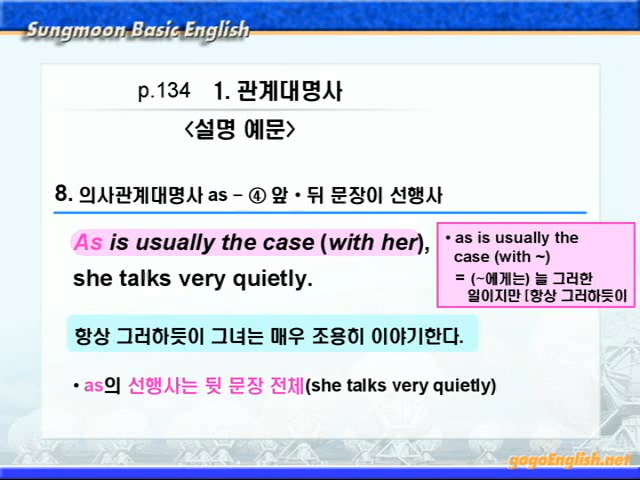 Sungmoon Basic English
p.134 1. 관계대명사
<설명 예문>
8. 의사관계대명사 as - ④ 앞·뒤 문장이 선행사
As is usually the case (with her),
she talks very quietly.
• as is usually the
case (with ~)
= (~에게는) 늘 그러한
일이지만 [항상 그러하듯이
항상 그러하듯이 그녀는 매우 조용히 이야기한다.
• as의 선행사는 뒷 문장 전체(she talks very quietly)
gogoEnglish.net